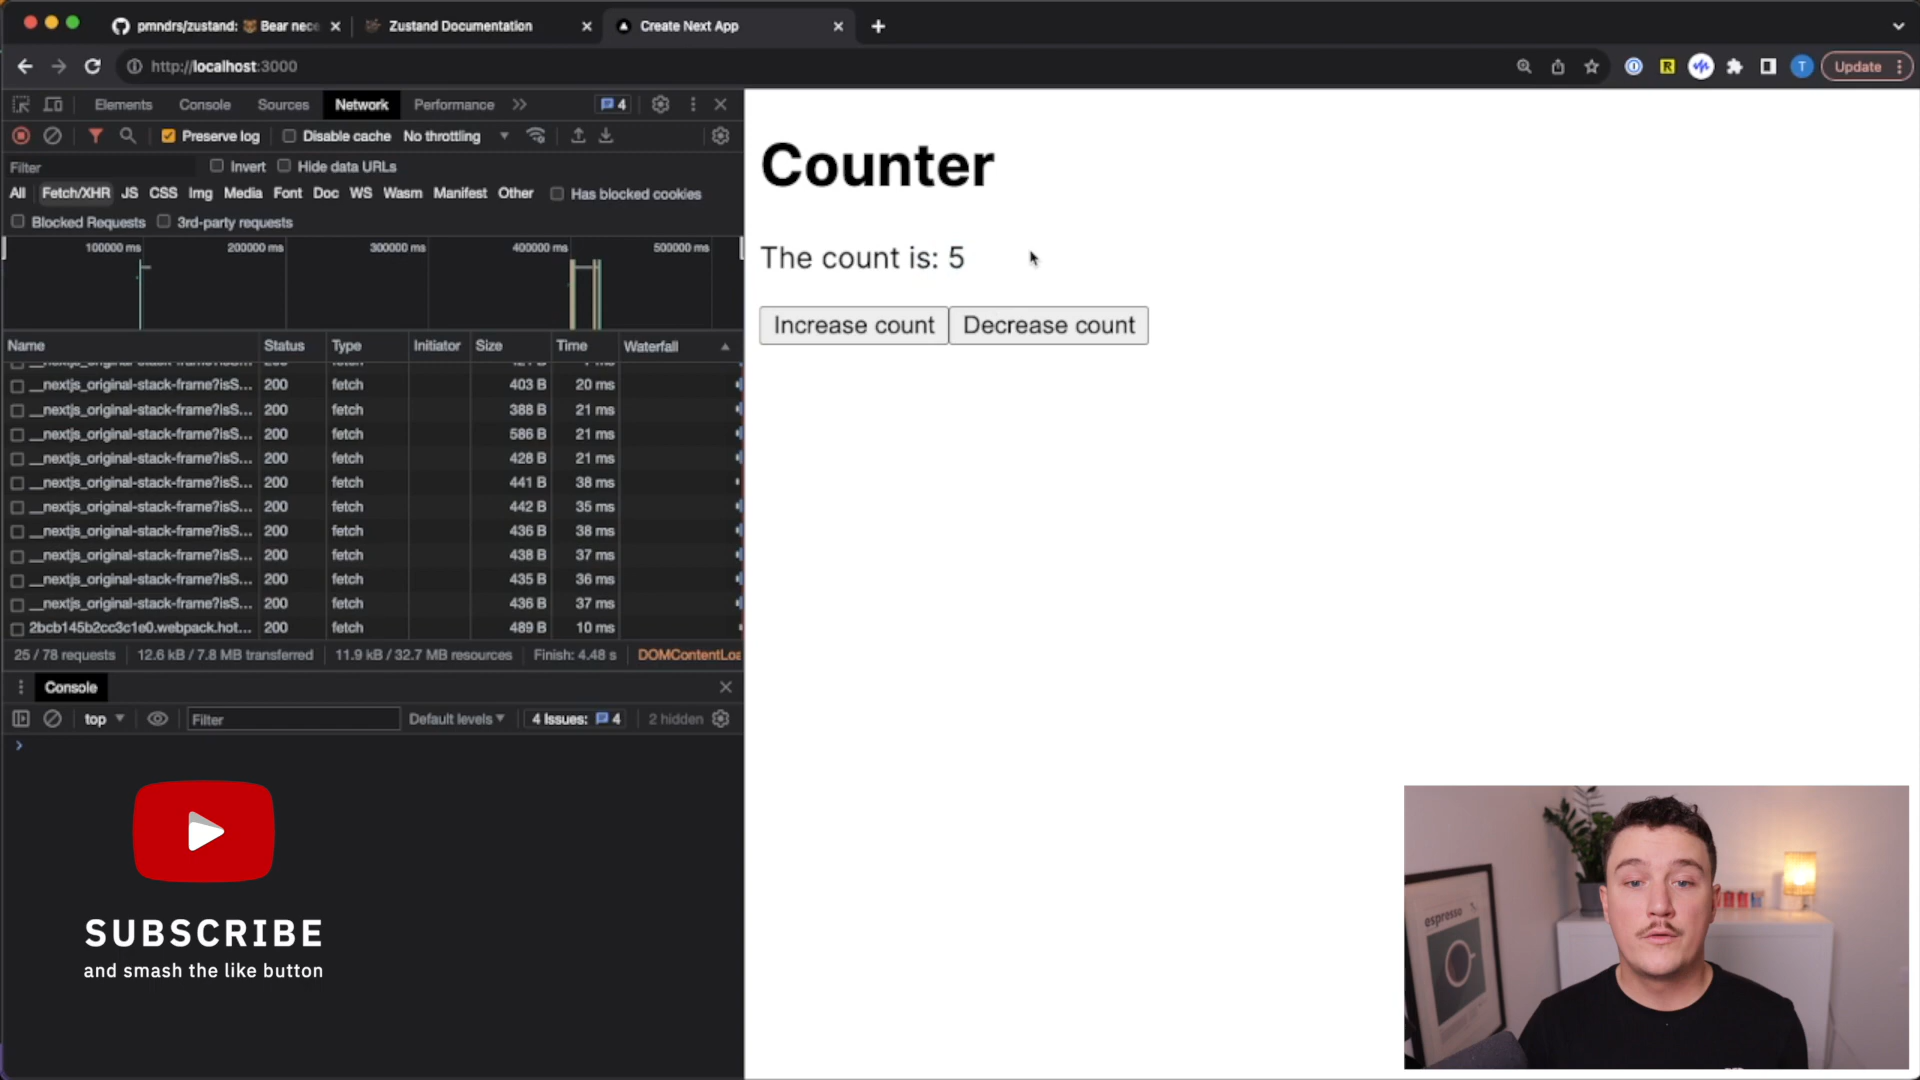 pmndrs/zustand: 🐻 Bear nece
Zustand Documentation
Create Next App
http://localhost:3000
Update
Elements Console Sources Network Performance 4
Preserve log Disable cache No throttling
Filter Invert Hide data URLs
All Fetch/XHR JS CSS Img Media Font Doc WS Wasm Manifest Other Has blocked cookies
Blocked Requests 3rd-party requests
100000 ms 200000 ms 300000 ms 400000 ms 500000 ms
Name Status Type Initiator Size Time Waterfall
__nextjs_original-stack-frame?isS... 200 fetch 403 B 20 ms
__nextjs_original-stack-frame?isS... 200 fetch 388 B 21 ms
__nextjs_original-stack-frame?isS... 200 fetch 586 B 21 ms
__nextjs_original-stack-frame?isS... 200 fetch 428 B 21 ms
__nextjs_original-stack-frame?isS... 200 fetch 441 B 38 ms
__nextjs_original-stack-frame?isS... 200 fetch 442 B 35 ms
__nextjs_original-stack-frame?isS... 200 fetch 436 B 38 ms
__nextjs_original-stack-frame?isS... 200 fetch 438 B 37 ms
__nextjs_original-stack-frame?isS... 200 fetch 435 B 36 ms
__nextjs_original-stack-frame?isS... 200 fetch 436 B 37 ms
2bcb145b2cc3c1e0.webpack.hot... 200 fetch 489 B 10 ms
25 / 78 requests 12.6 kB / 7.8 MB transferred 11.9 kB / 32.7 MB resources Finish: 4.48 s DOMContentLoa
Console
top Filter Default levels 4 Issues: 4 2 hidden
SUBSCRIBE
and smash the like button
Counter
The count is: 5
Increase count Decrease count
espresso